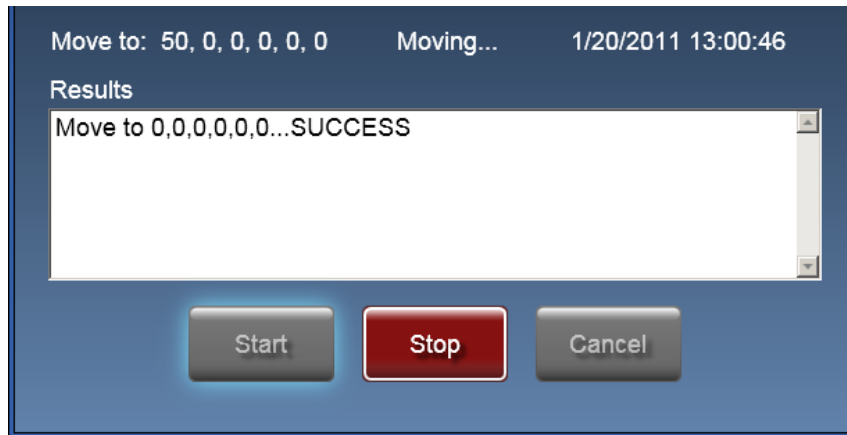 Move to: 50, 0, 0, 0, 0, 0 Moving... 1/20/2011 13:00:46
Results
Move to 0,0,0,0,0,0...SUCCESS
Start Stop Cancel